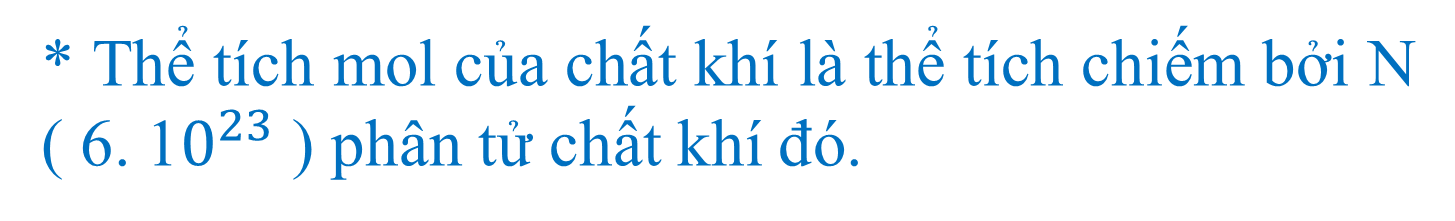 * Thể tích mol của chất khí là thể tích chiếm bởi N
( 6. 10²³ ) phân tử chất khí đó.